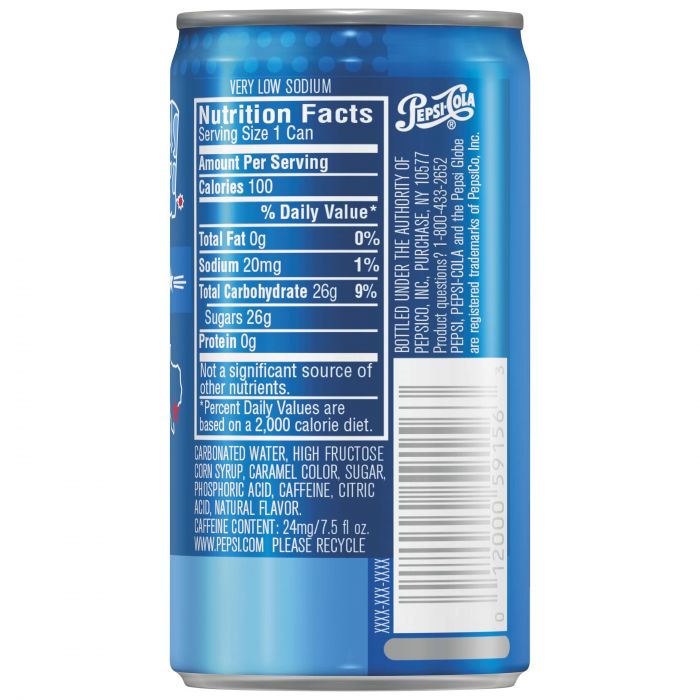 VERY LOW SODIUM
Nutrition Facts
Serving Size 1 Can
Amount Per Serving
Calories 100
% Daily Value*
Total Fat 0g 0%
Sodium 20mg 1%
Total Carbohydrate 26g 9%
Sugars 26g
Protein 0g
Not a significant source of
other nutrients.
*Percent Daily Values are
based on a 2,000 calorie diet.
CARBONATED WATER, HIGH FRUCTOSE
CORN SYRUP, CARAMEL COLOR, SUGAR,
PHOSPHORIC ACID, CAFFEINE, CITRIC
ACID, NATURAL FLAVOR.
CAFFEINE CONTENT: 24mg/7.5 fl oz.
WWW.PEPSI.COM PLEASE RECYCLE
PEPSI-COLA ®
BOTTLED UNDER THE AUTHORITY OF
PEPSICO, INC., PURCHASE, NY 10577
Product questions? 1-800-433-2652
PEPSI, PEPSI-COLA and the Pepsi Globe
are registered trademarks of PepsiCo, Inc.
0 12000 59156 3
XXXX-XXX-XXXX